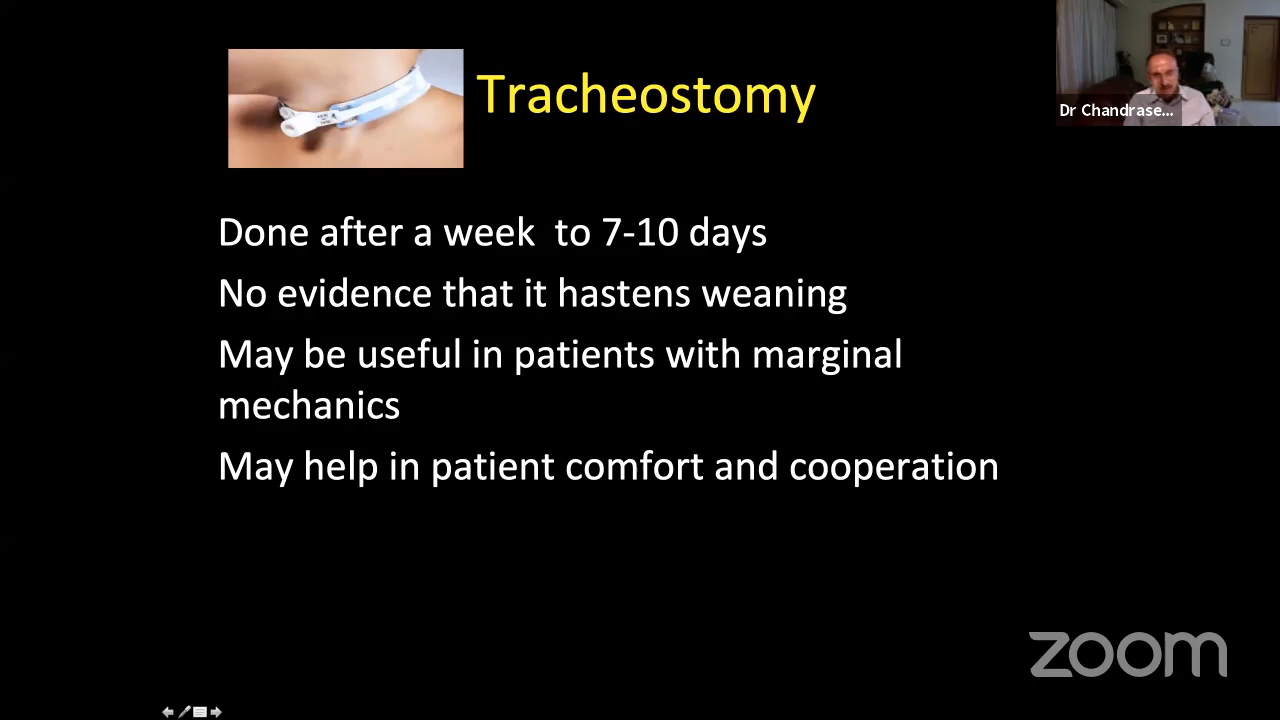 Tracheostomy
Dr Chandrase...
Done after a week  to 7-10 days
No evidence that it hastens weaning
May be useful in patients with marginal
mechanics
May help in patient comfort and cooperation
zoom